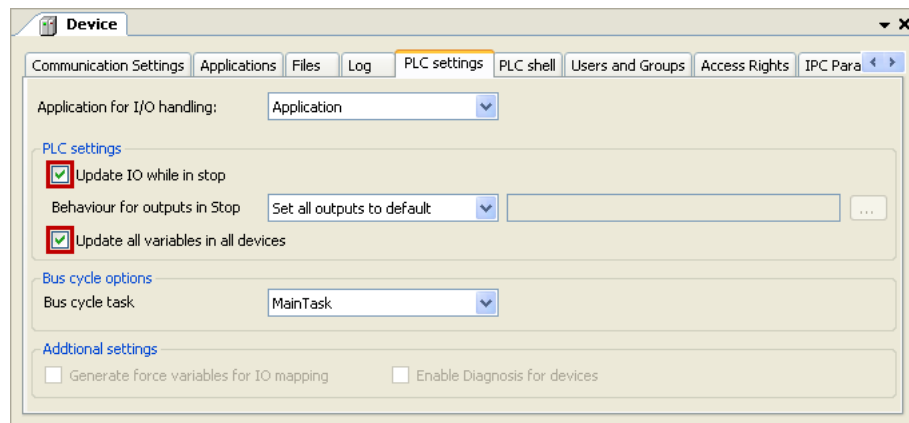 Device
Communication Settings Applications Files Log PLC settings PLC shell Users and Groups Access Rights IPC Para
Application for I/O handling: Application
PLC settings
Update IO while in stop
Behaviour for outputs in Stop Set all outputs to default ...
Update all variables in all devices
Bus cycle options
Bus cycle task MainTask
Addtional settings
Generate force variables for IO mapping Enable Diagnosis for devices